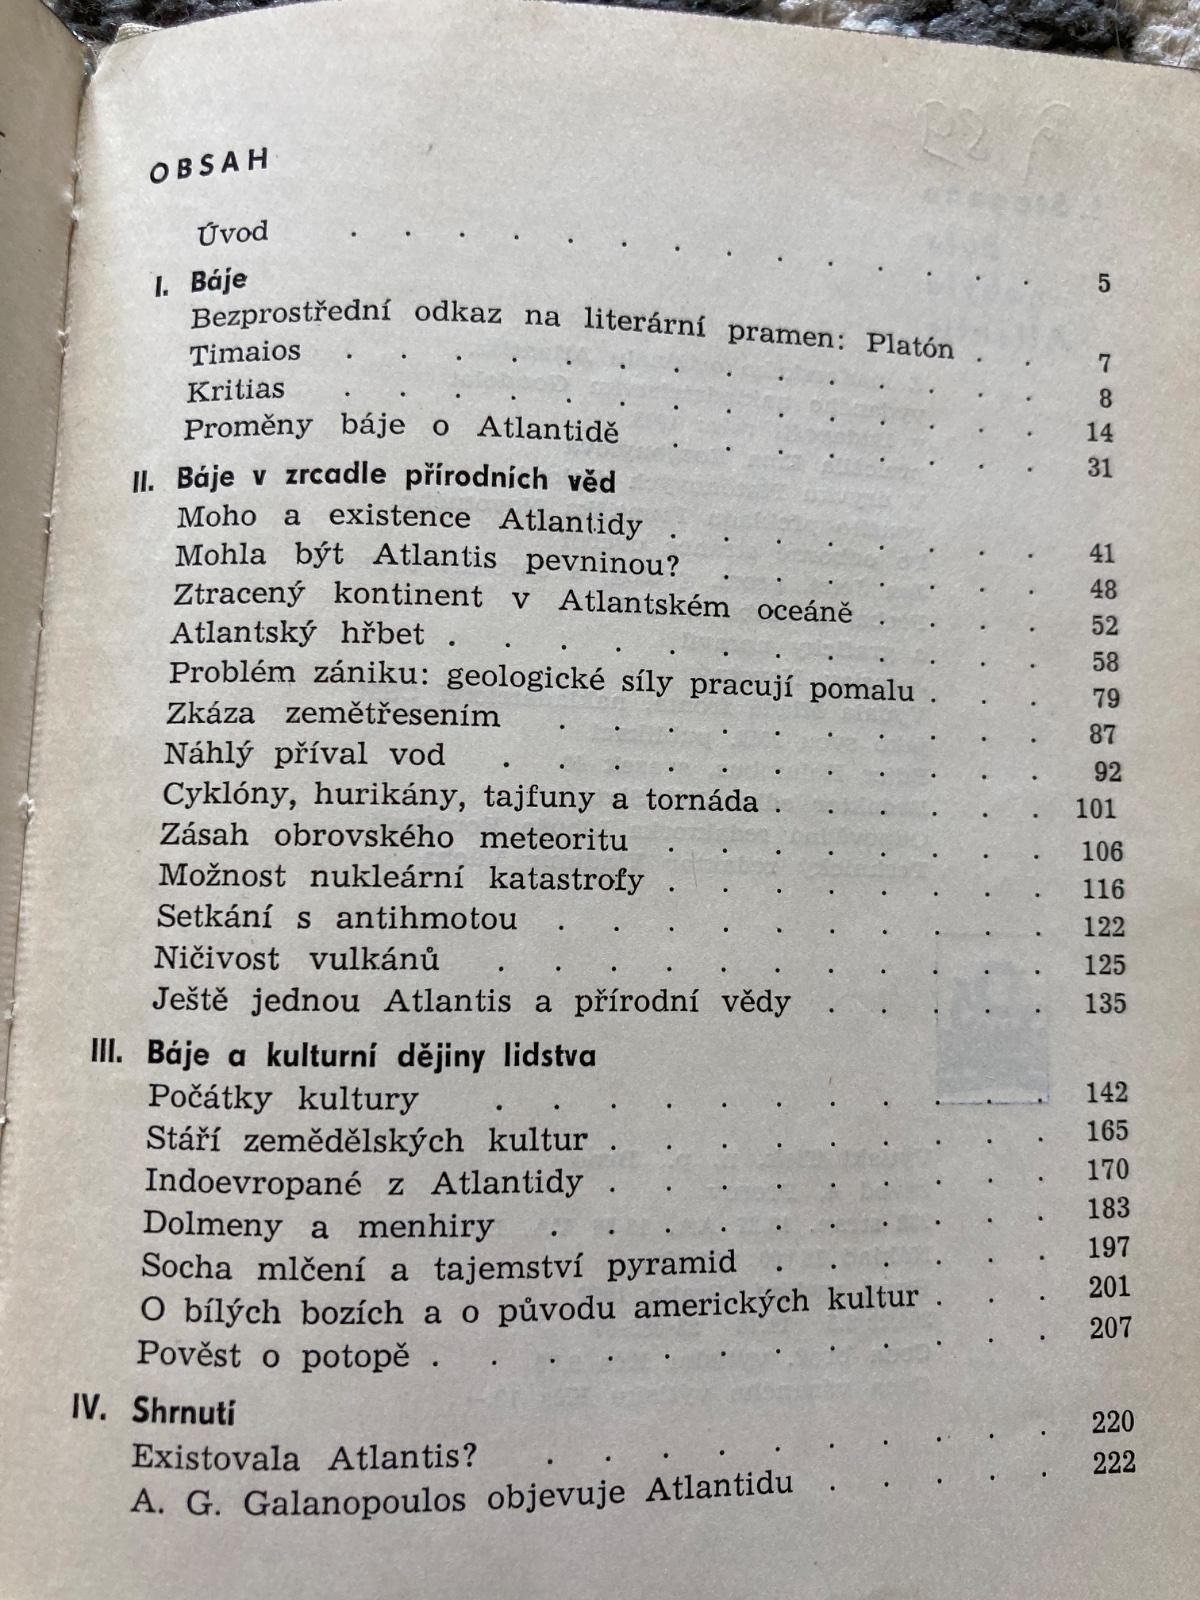 OBSAH
Úvod . . . . . . . . . . . . . 5
I. Báje
Bezprostřední odkaz na literární pramen: Platón . . 7
Timaios . . . . . . . . . . . . . 8
Kritias . . . . . . . . . . . . . 14
Proměny báje o Atlantidě . . . . . . . 31
II. Báje v zrcadle přírodních věd
Moho a existence Atlantidy . . . . . . . 41
Mohla být Atlantis pevninou? . . . . . . 48
Ztracený kontinent v Atlantském oceáně . . . . 52
Atlantský hřbet . . . . . . . . . . . 58
Problém zániku: geologické síly pracují pomalu . . . 79
Zkáza zemětřesením . . . . . . . . . 87
Náhlý příval vod . . . . . . . . . . 92
Cyklóny, hurikány, tajfuny a tornáda . . . . . . 101
Zásah obrovského meteoritu . . . . . . . 106
Možnost nukleární katastrofy . . . . . . . 116
Setkání s antihmotou . . . . . . . . . 122
Ničivost vulkánů . . . . . . . . . . 125
Ještě jednou Atlantis a přírodní vědy . . . . . 135
III. Báje a kulturní dějiny lidstva
Počátky kultury . . . . . . . . . . . 142
Stáří zemědělských kultur . . . . . . . . . 165
Indoevropané z Atlantidy . . . . . . . . . 170
Dolmeny a menhiry . . . . . . . . . . 183
Socha mlčení a tajemství pyramid . . . . . . 197
O bílých bozích a o původu amerických kultur . . . 201
Pověst o potopě . . . . . . . . . . . . 207
IV. Shrnutí
Existovala Atlantis? . . . . . . . . . . 220
A. G. Galanopoulos objevuje Atlantidu . . . . . 222